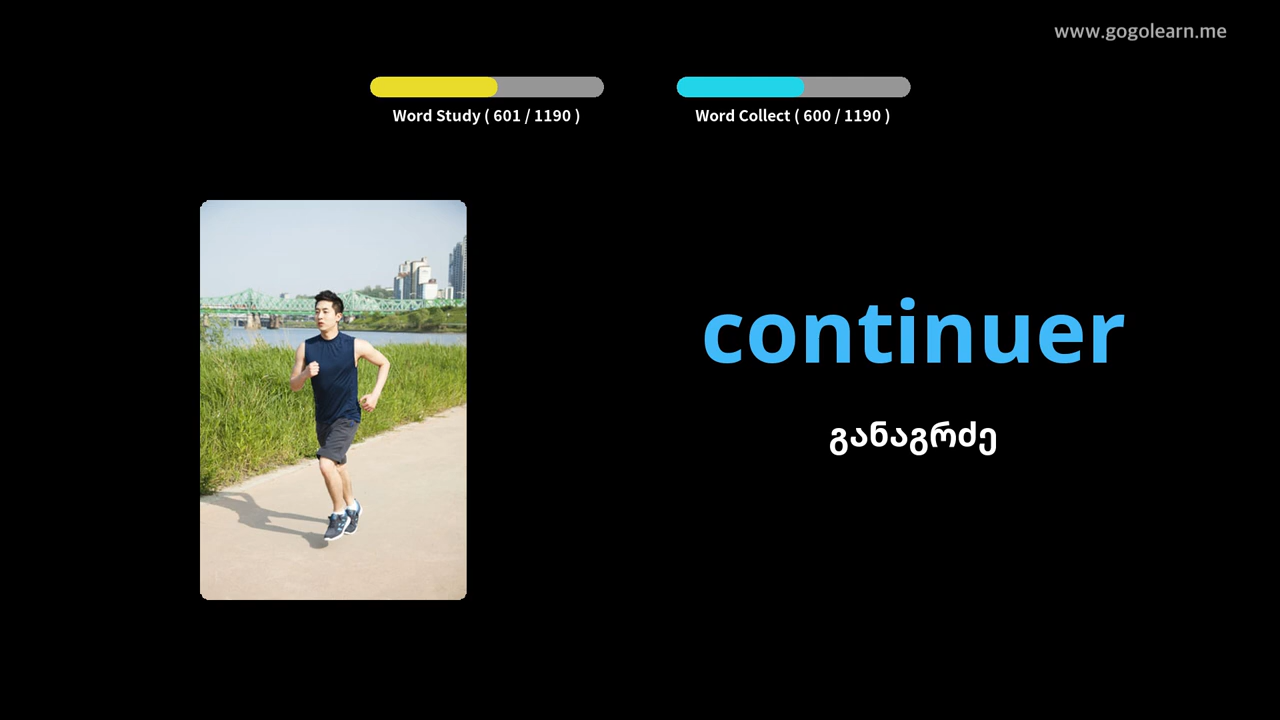 www.gogolearn.me
Word Study ( 601 / 1190 )
Word Collect ( 600 / 1190 )
continuer
განაგრძე